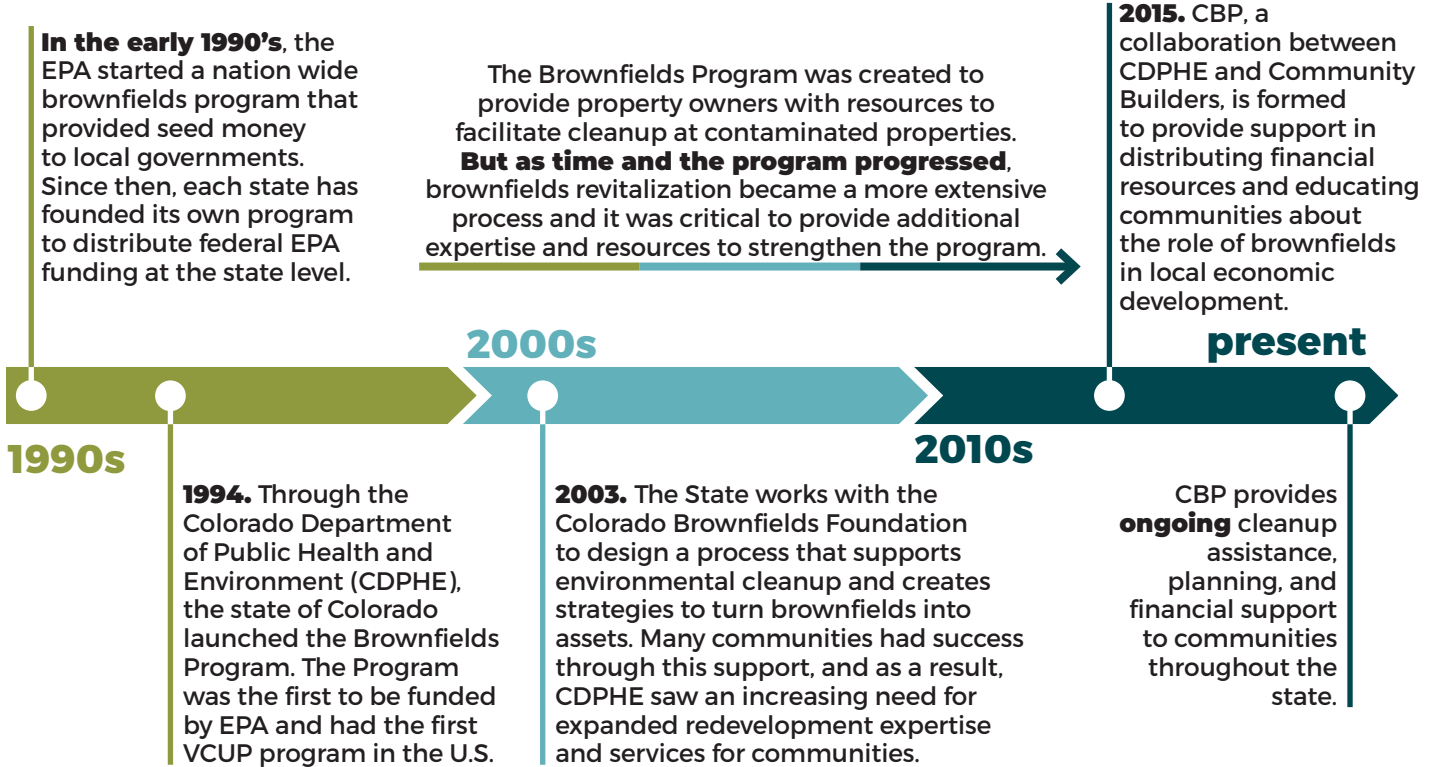 In the early 1990's, the
EPA started a nation wide
brownfields program that
provided seed money
to local governments.
Since then, each state has
founded its own program
to distribute federal EPA
funding at the state level.
The Brownfields Program was created to
provide property owners with resources to
facilitate cleanup at contaminated properties.
But as time and the program progressed,
brownfields revitalization became a more extensive
process and it was critical to provide additional
expertise and resources to strengthen the program.
2015. CBP, a
collaboration between
CDPHE and Community
Builders, is formed
to provide support in
distributing financial
resources and educating
communities about
the role of brownfields
in local economic
development.
1990s
2000s
2010s
present
1994. Through the
Colorado Department
of Public Health and
Environment (CDPHE),
the state of Colorado
launched the Brownfields
Program. The Program
was the first to be funded
by EPA and had the first
VCUP program in the U.S.
2003. The State works with the
Colorado Brownfields Foundation
to design a process that supports
environmental cleanup and creates
strategies to turn brownfields into
assets. Many communities had success
through this support, and as a result,
CDPHE saw an increasing need for
expanded redevelopment expertise
and services for communities.
CBP provides
ongoing cleanup
assistance,
planning, and
financial support
to communities
throughout the
state.